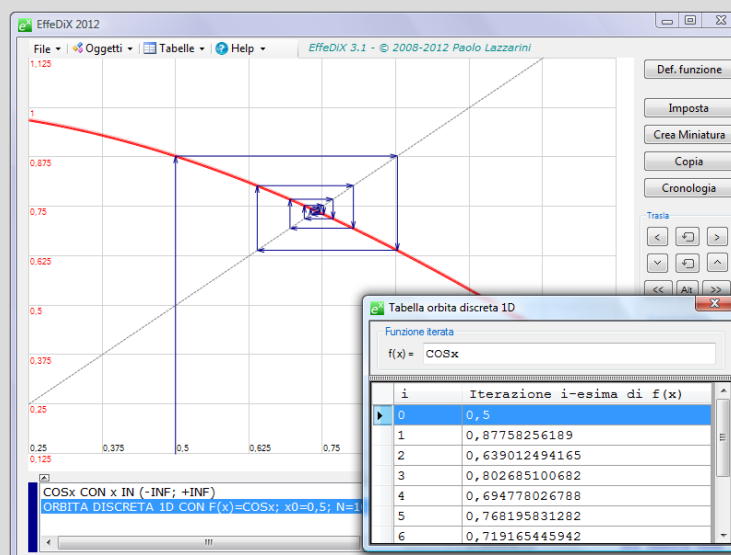 EffeDiX 2012
File Oggetti Tabelle Help EffeDiX 3.1 - © 2008-2012 Paolo Lazzarini
Def. funzione
Imposta
Crea Miniatura
Copia
Cronologia
Trasla
< >
<< Alt >>
1,125
1
0,875
0,75
0,625
0,5
0,375
0,25
0,25 0,375 0,5 0,625 0,75
0,125
COSx CON x IN (-INF; +INF)
ORBITA DISCRETA 1D CON F(x)=COSx; x0=0,5; N=10
Tabella orbita discreta 1D
Funzione iterata
f(x) = COSx
i Iterazione i-esima di f(x)
0 0,5
1 0,87758256189
2 0,639012494165
3 0,802685100682
4 0,694778026788
5 0,768195831282
6 0,719165445942